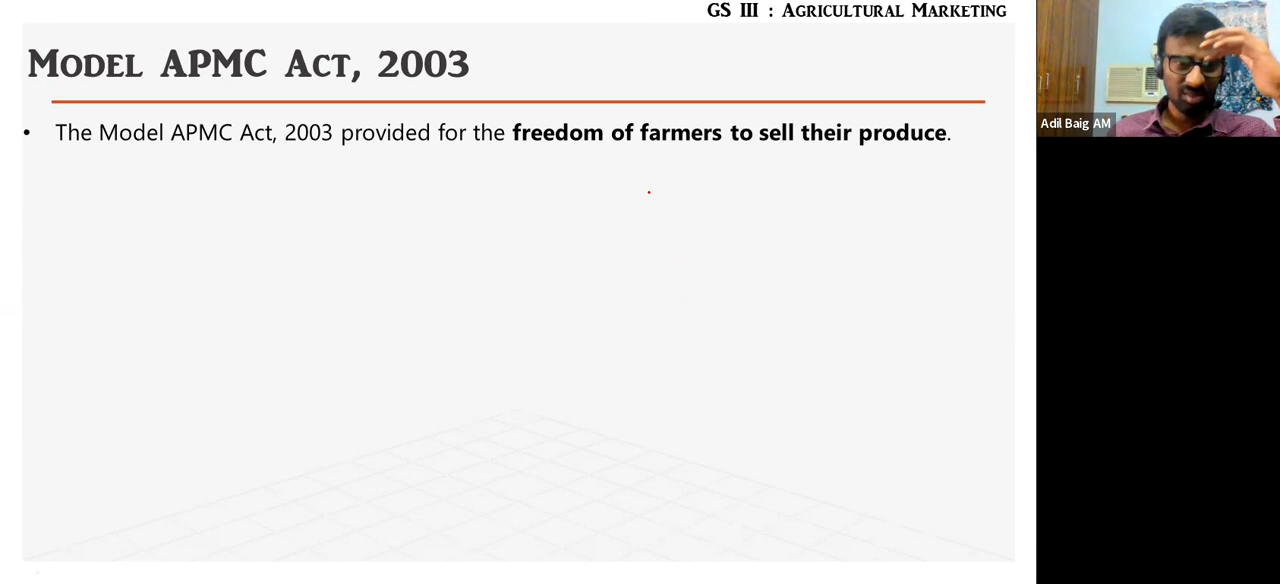 GS III : Agricultural Marketing
Model APMC Act, 2003
• The Model APMC Act, 2003 provided for the freedom of farmers to sell their produce.
Adil Baig AM